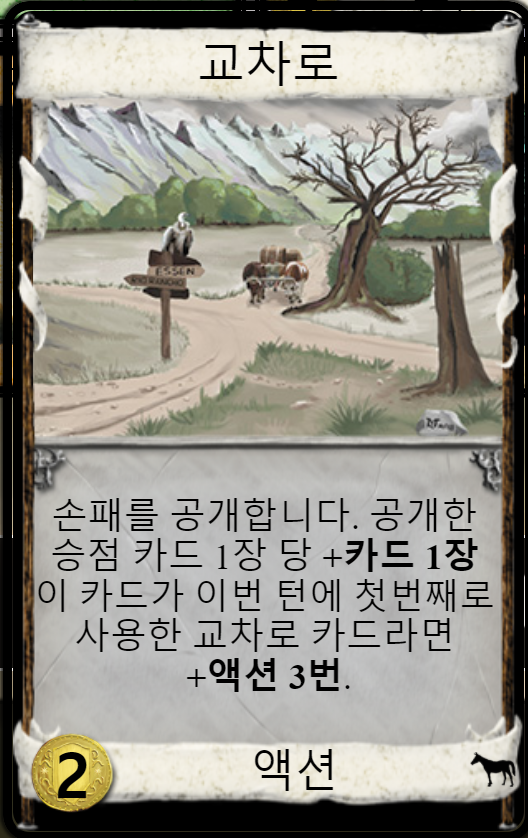 교차로
ESSEN
RIO RANCHO
손패를 공개합니다. 공개한
승점 카드 1장 당 +카드 1장
이 카드가 이번 턴에 첫번째로
사용한 교차로 카드라면
+액션 3번.
2
액션